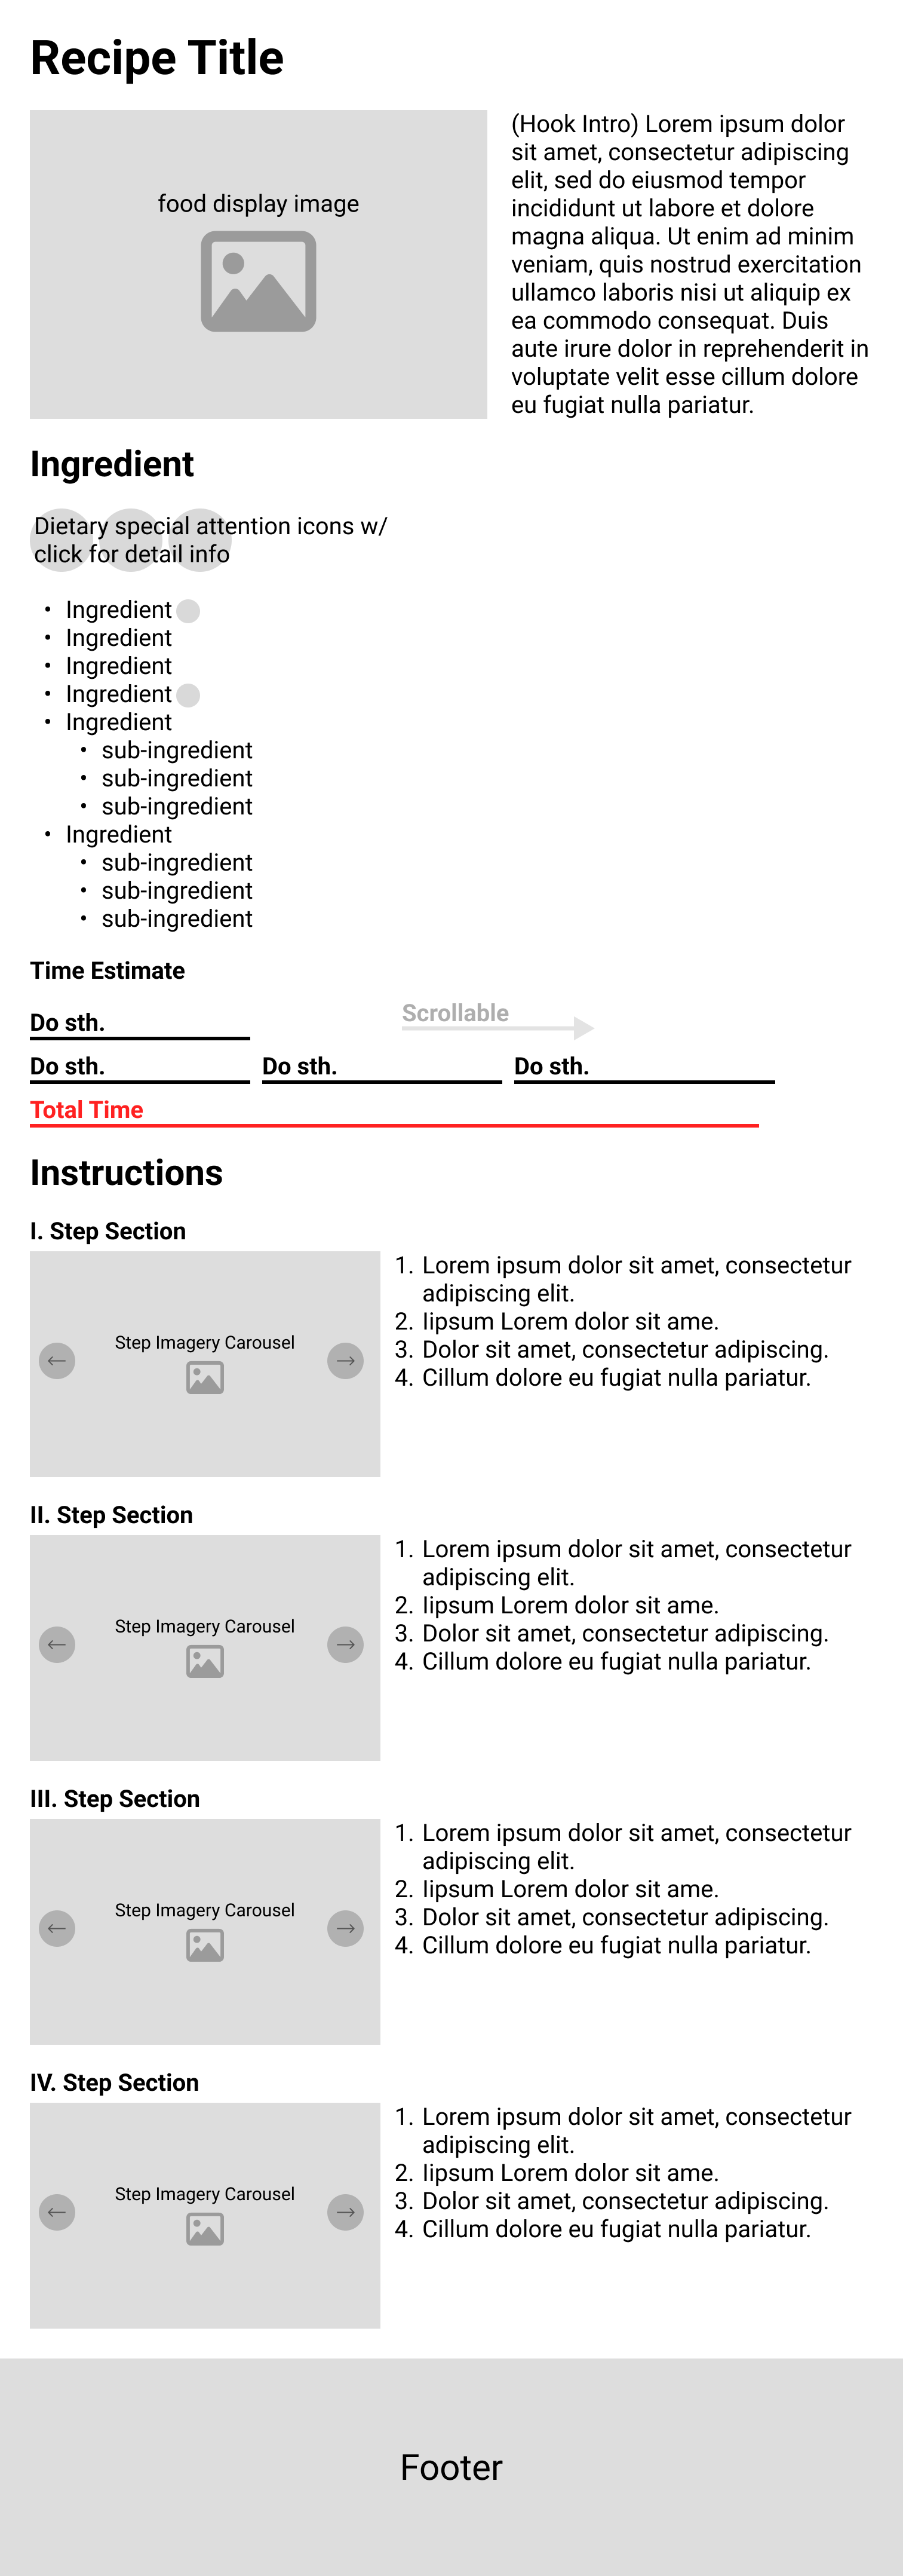 Recipe Title
food display image
(Hook Intro) Lorem ipsum dolor
sit amet, consectetur adipiscing
elit, sed do eiusmod tempor
incididunt ut labore et dolore
magna aliqua. Ut enim ad minim
veniam, quis nostrud exercitation
ullamco laboris nisi ut aliquip ex
ea commodo consequat. Duis
aute irure dolor in reprehenderit in
voluptate velit esse cillum dolore
eu fugiat nulla pariatur.
Ingredient
Dietary special attention icons w/
click for detail info
• Ingredient
• Ingredient
• Ingredient
• Ingredient
• Ingredient
• sub-ingredient
• sub-ingredient
• sub-ingredient
• Ingredient
• sub-ingredient
• sub-ingredient
• sub-ingredient
Time Estimate
Scrollable
Do sth.
Do sth. Do sth. Do sth.
Total Time
Instructions
I. Step Section
Step Imagery Carousel
1. Lorem ipsum dolor sit amet, consectetur
adipiscing elit.
2. Iipsum Lorem dolor sit ame.
3. Dolor sit amet, consectetur adipiscing.
4. Cillum dolore eu fugiat nulla pariatur.
II. Step Section
Step Imagery Carousel
1. Lorem ipsum dolor sit amet, consectetur
adipiscing elit.
2. Iipsum Lorem dolor sit ame.
3. Dolor sit amet, consectetur adipiscing.
4. Cillum dolore eu fugiat nulla pariatur.
III. Step Section
Step Imagery Carousel
1. Lorem ipsum dolor sit amet, consectetur
adipiscing elit.
2. Iipsum Lorem dolor sit ame.
3. Dolor sit amet, consectetur adipiscing.
4. Cillum dolore eu fugiat nulla pariatur.
IV. Step Section
Step Imagery Carousel
1. Lorem ipsum dolor sit amet, consectetur
adipiscing elit.
2. Iipsum Lorem dolor sit ame.
3. Dolor sit amet, consectetur adipiscing.
4. Cillum dolore eu fugiat nulla pariatur.
Footer